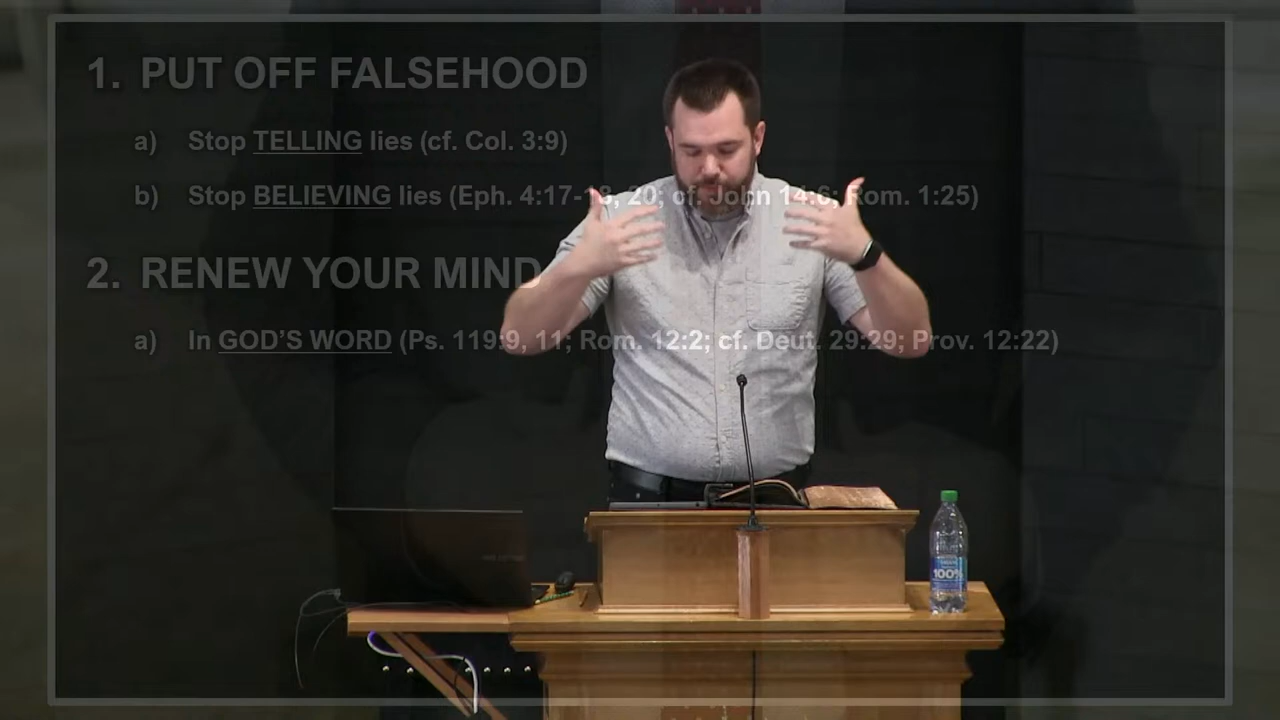 1. PUT OFF FALSEHOOD
a) Stop TELLING lies (cf. Col. 3:9)
b) Stop BELIEVING lies (Eph. 4:17-18, 20; cf. John 14:6; Rom. 1:25)
2. RENEW YOUR MIND
a) In GOD'S WORD (Ps. 119:9, 11; Rom. 12:2; cf. Deut. 29:29; Prov. 12:22)
100%